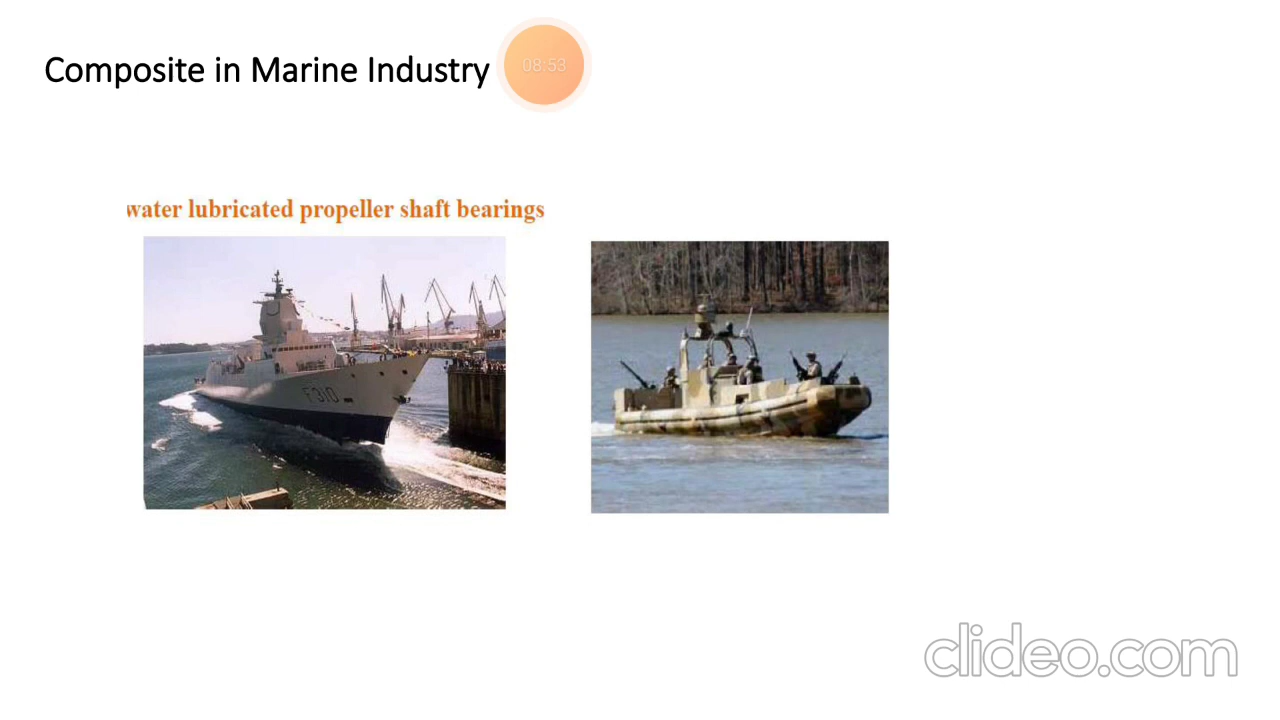 Composite in Marine Industry
08:53
water lubricated propeller shaft bearings
F310
clideo.com